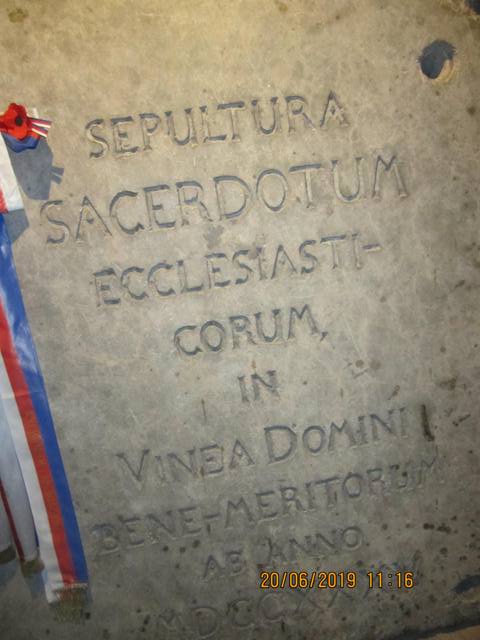 SEPULTURA
SACERDOTUM
ECCLESIASTI-
CORUM,
IN
VINEA DOMINI
BENE-MERITORUM
AB ANNO
20/06/2019 11:16